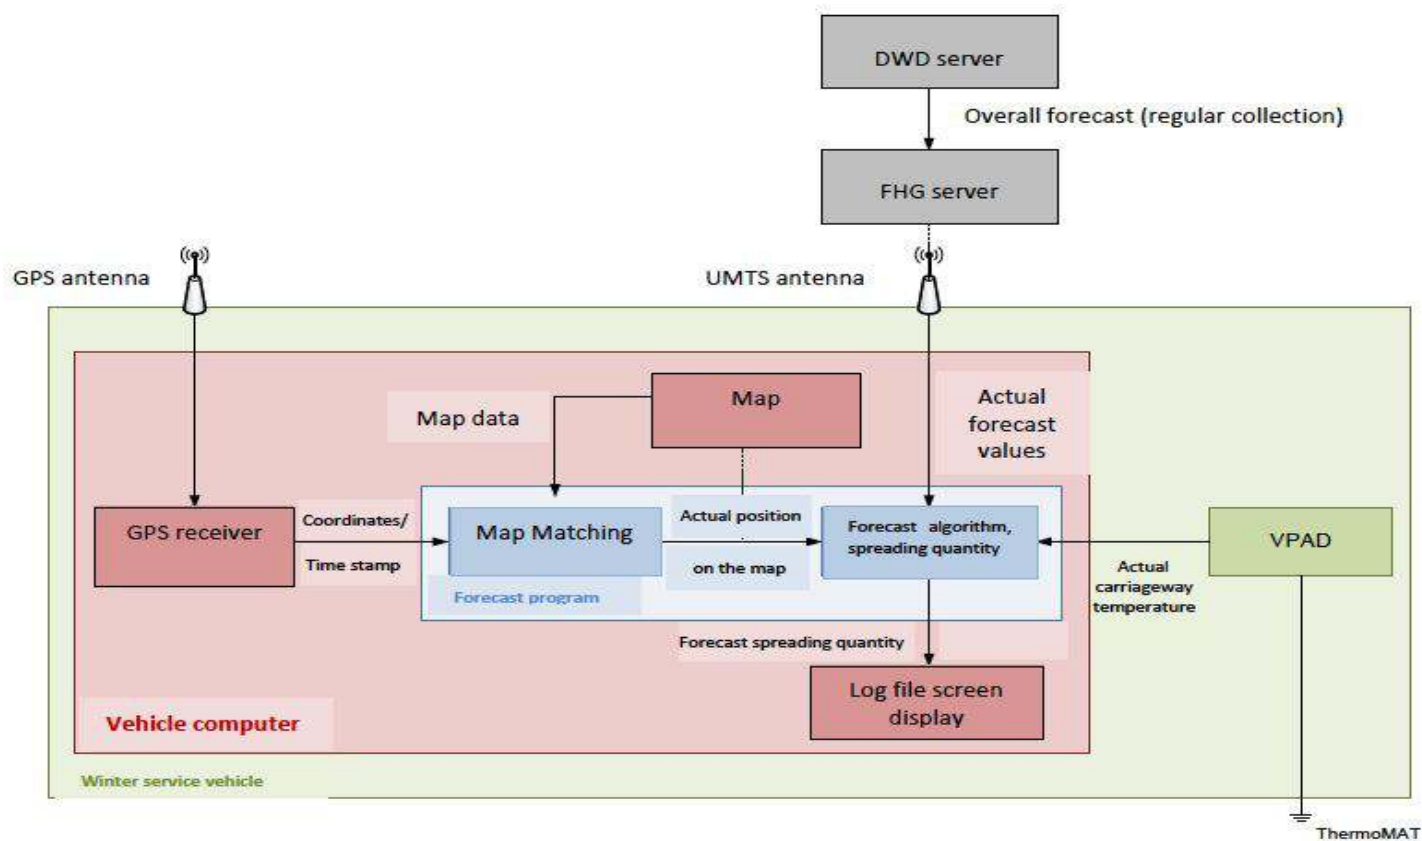 DWD server
Overall forecast (regular collection)
FHG server
GPS antenna
UMTS antenna
Map
Map data
Actual
forecast
values
GPS receiver
Coordinates/
Time stamp
Map Matching
Actual position
on the map
Forecast algorithm,
spreading quantity
VPAD
Actual
carriageway
temperature
Forecast program
Forecast spreading quantity
Log file screen
display
Vehicle computer
Winter service vehicle
ThermoMAT